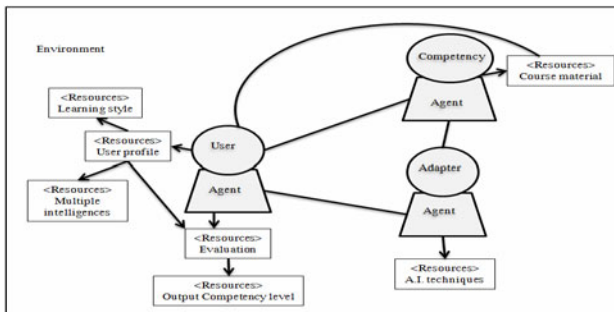 Environment
Competency
Agent
<Resources>
Course material
<Resources>
Learning style
<Resources>
User profile
User
Agent
Adapter
Agent
<Resources>
Multiple
intelligences
<Resources>
Evaluation
<Resources>
A.I. techniques
<Resources>
Output Competency level